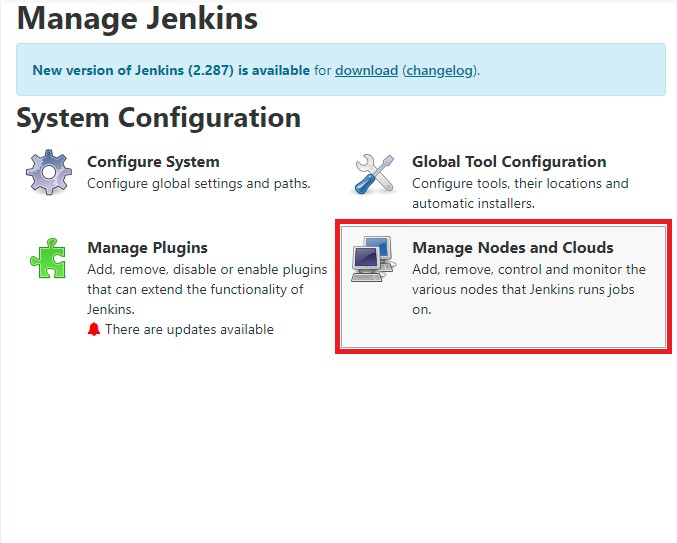 Manage Jenkins
New version of Jenkins (2.287) is available for download (changelog).
System Configuration
Configure System
Configure global settings and paths.
Global Tool Configuration
Configure tools, their locations and
automatic installers.
Manage Plugins
Add, remove, disable or enable plugins
that can extend the functionality of
Jenkins.
There are updates available
Manage Nodes and Clouds
Add, remove, control and monitor the
various nodes that Jenkins runs jobs
on.